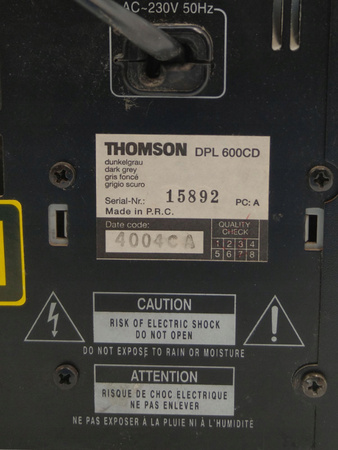 AC~230V 50Hz
THOMSON DPL 600CD
dunkelgrau
dark grey
gris foncé
grigio scuro
Serial-Nr.: 15892 PC: A
Made in P.R.C.
Date code: QUALITY
CHECK
4004CA
1 2 3 4
5 6 7 8
CAUTION
RISK OF ELECTRIC SHOCK
DO NOT OPEN
DO NOT EXPOSE TO RAIN OR MOISTURE
ATTENTION
RISQUE DE CHOC ELECTRIQUE
NE PAS ENLEVER
NE PAS EXPOSER À LA PLUIE NI À L'HUMIDITÉ